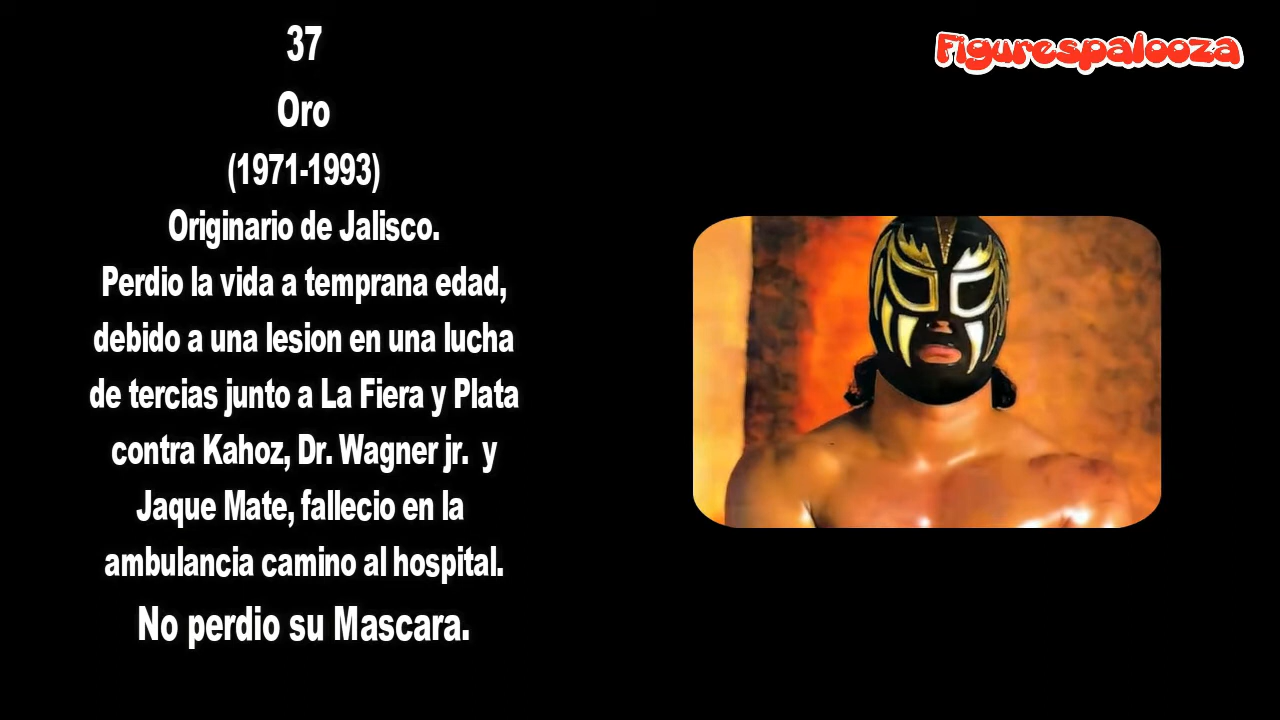 37
Oro
(1971-1993)
Originario de Jalisco.
Perdio la vida a temprana edad,
debido a una lesion en una lucha
de tercias junto a La Fiera y Plata
contra Kahoz, Dr. Wagner jr. y
Jaque Mate, fallecio en la
ambulancia camino al hospital.
No perdio su Mascara.
Figurespalooza